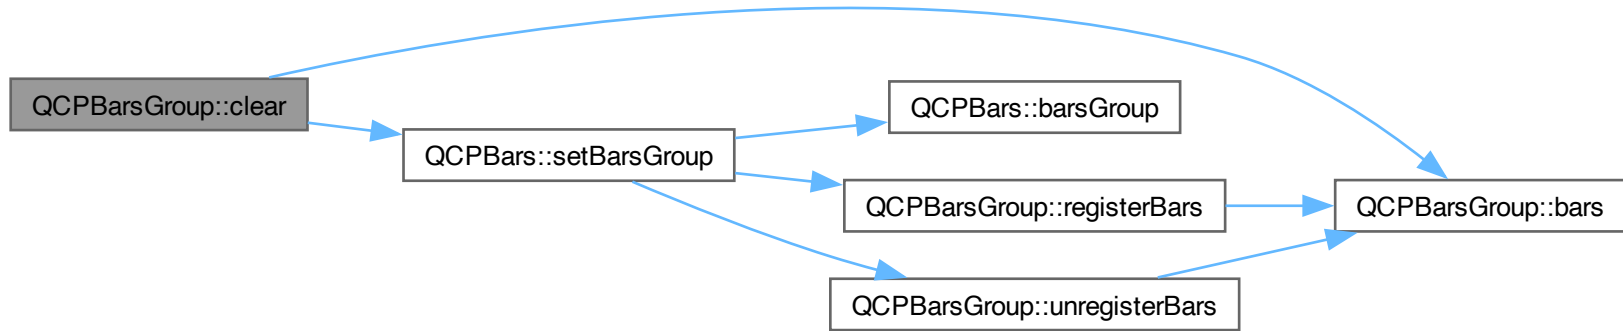 QCPBarsGroup::clear
QCPBars::setBarsGroup
QCPBars::barsGroup
QCPBarsGroup::registerBars
QCPBarsGroup::unregisterBars
QCPBarsGroup::bars